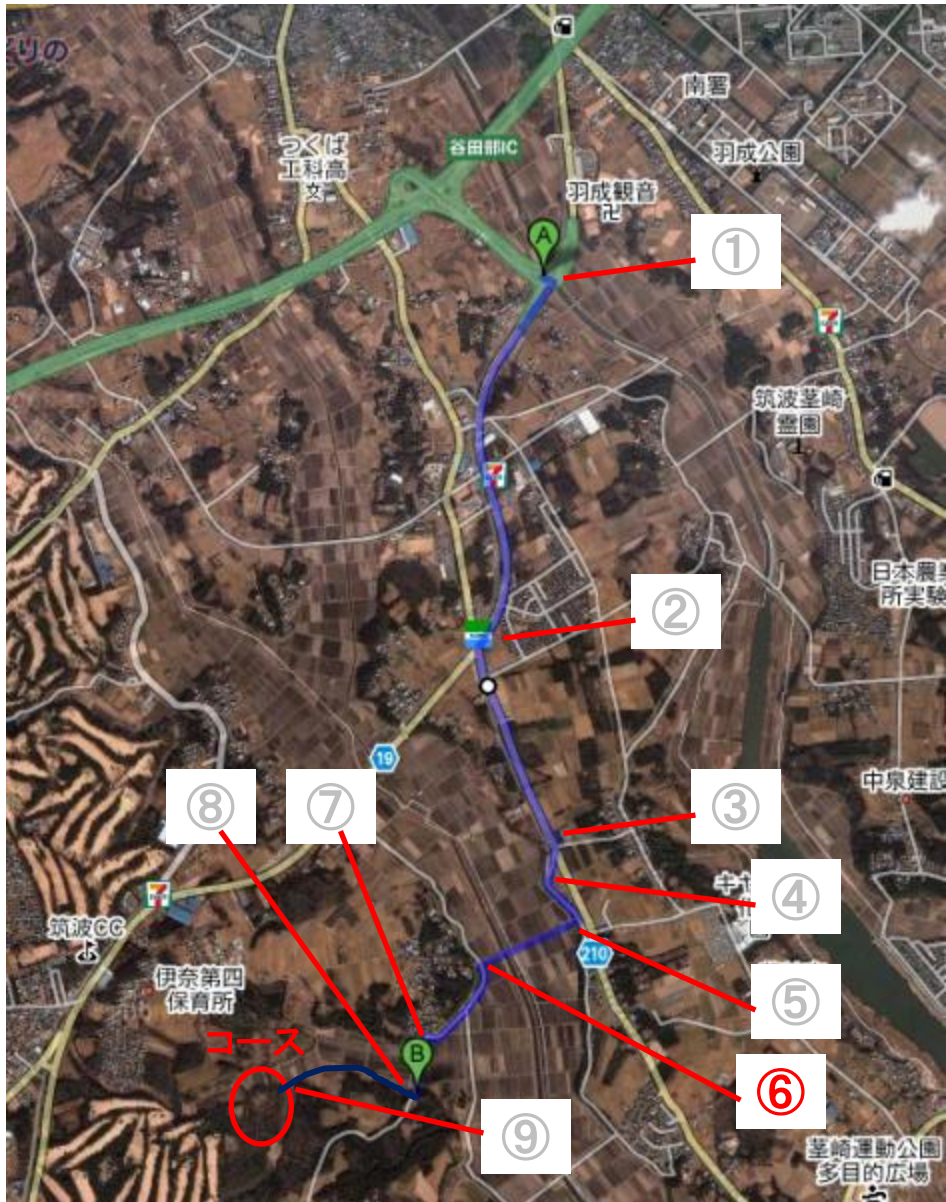 くりの
南署
つくば
工科高
文
谷田部IC
羽成公園
羽成観音
卍
A
①
筑波茎崎
霊園
②
日本農
所実験
19
⑧
⑦
③
中泉建設
④
筑波CC
210
伊奈第四
保育所
⑤
コース
B
⑥
⑨
茎崎運動公園
多目的広場